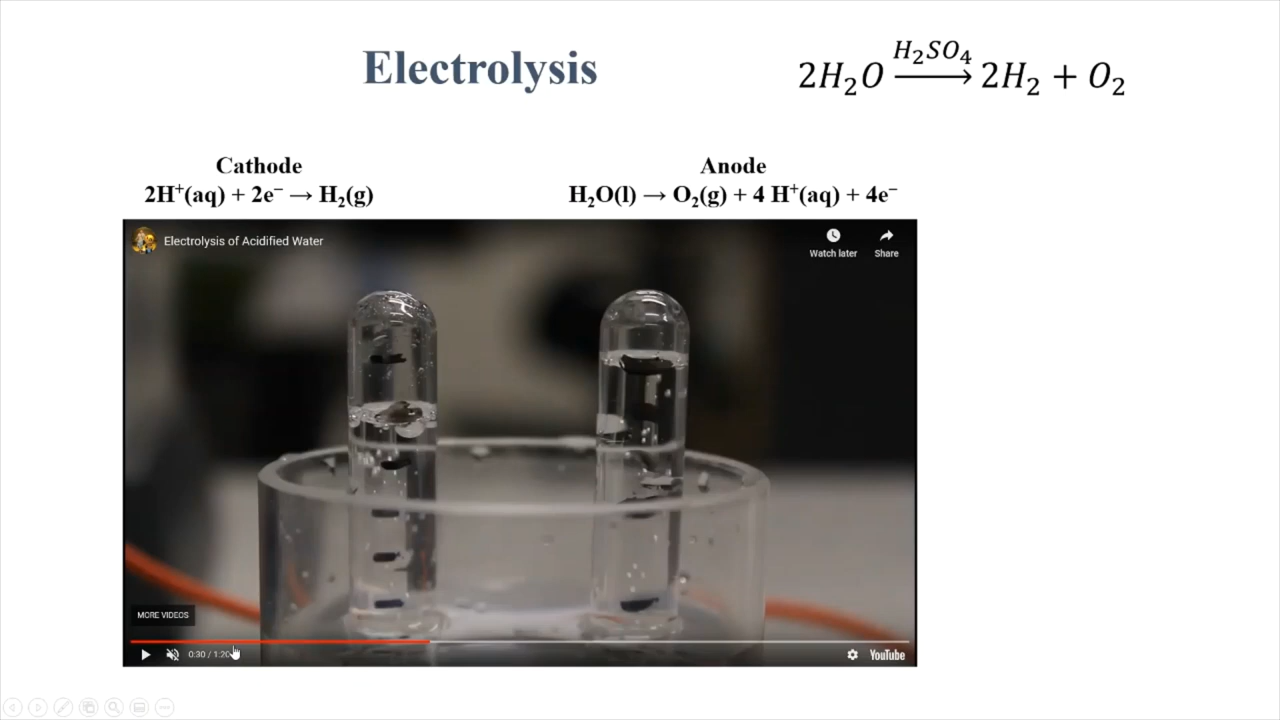 Electrolysis
2H₂O →[H₂SO₄] 2H₂ + O₂
Cathode
2H⁺(aq) + 2e⁻ → H₂(g)
Anode
H₂O(l) → O₂(g) + 4 H⁺(aq) + 4e⁻
Electrolysis of Acidified Water
Watch later
Share
MORE VIDEOS
0:30 / 1:20
YouTube